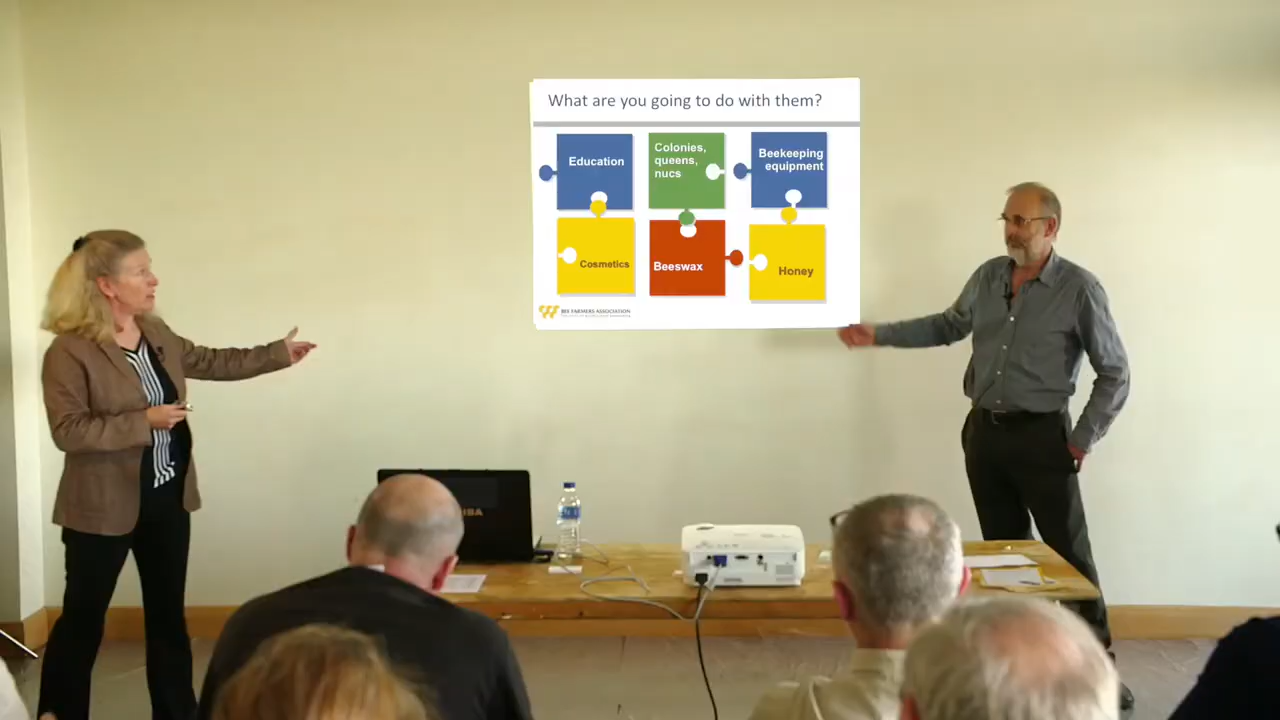 What are you going to do with them?
Education
Colonies,
queens,
nucs
Beekeeping
equipment
Cosmetics
Beeswax
Honey
BEE FARMERS ASSOCIATION